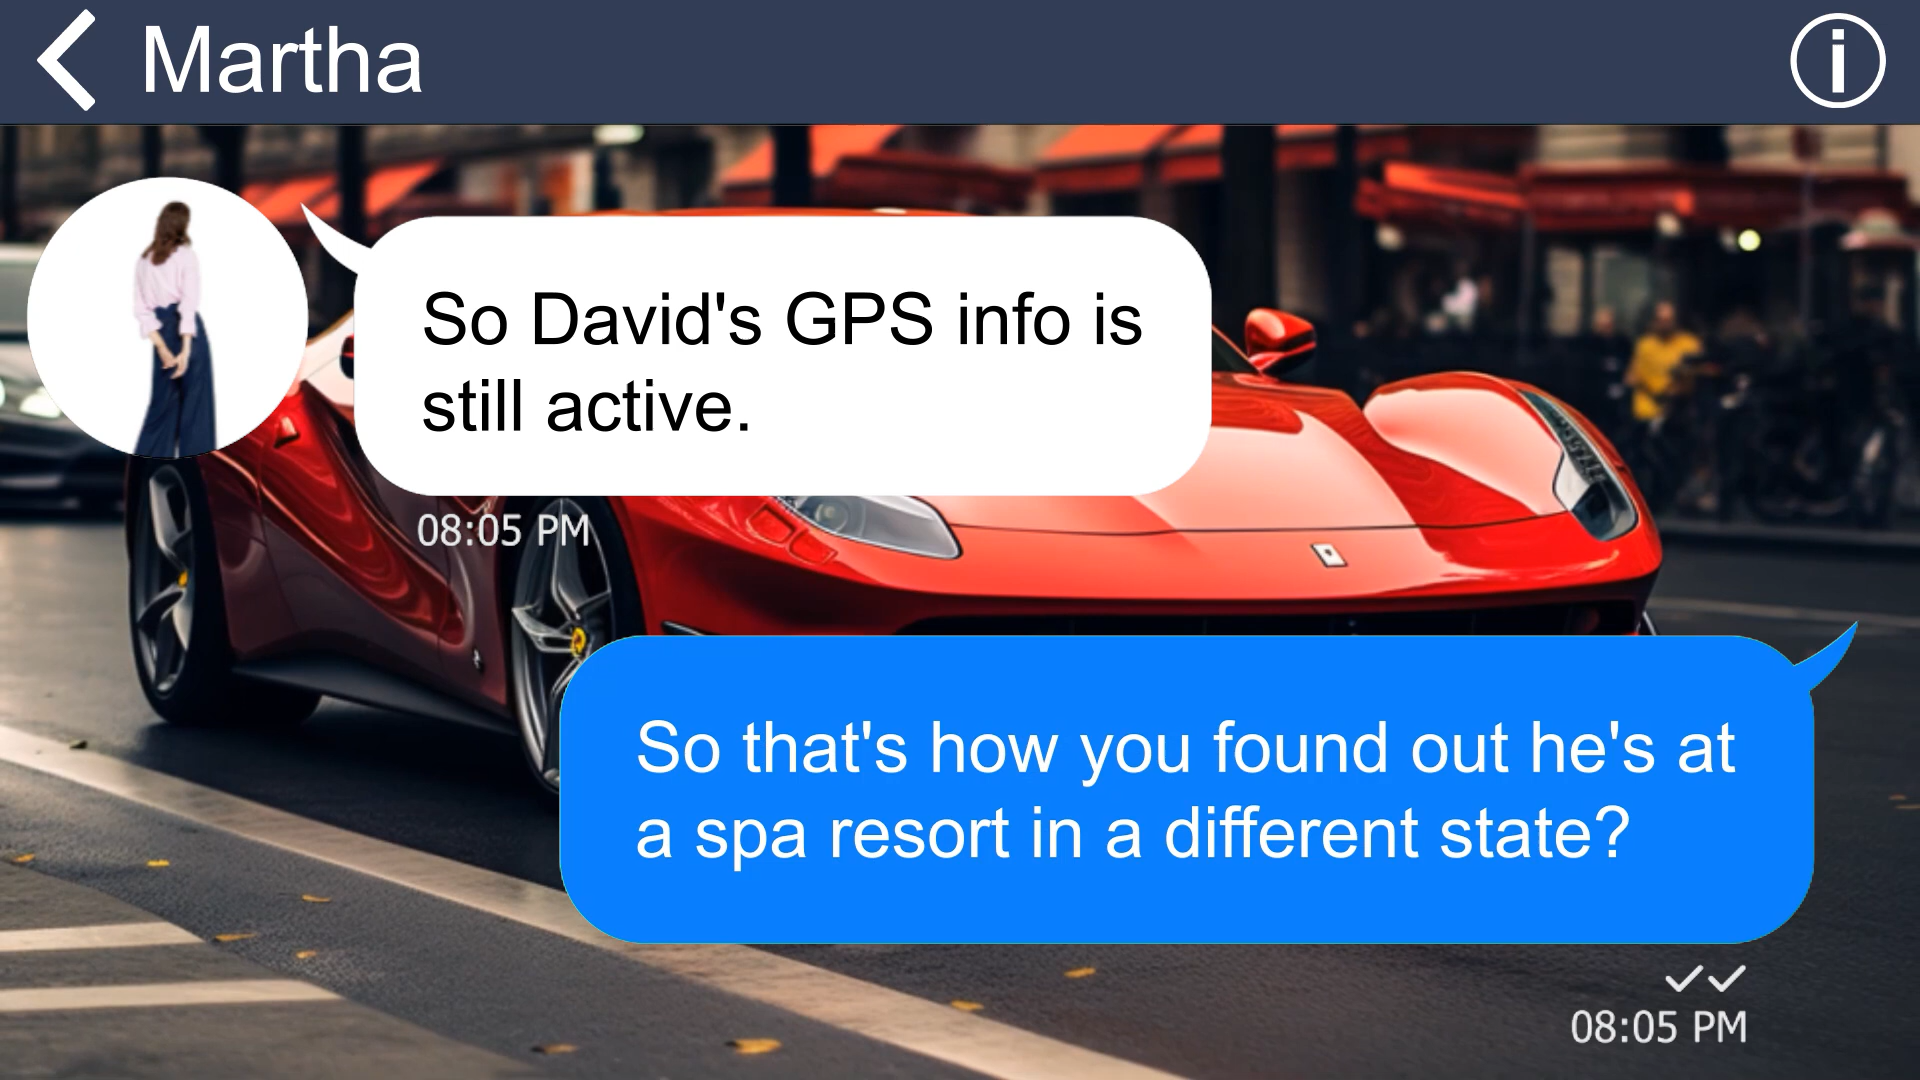 Martha
So David's GPS info is
still active.
08:05 PM
So that's how you found out he's at
a spa resort in a different state?
08:05 PM